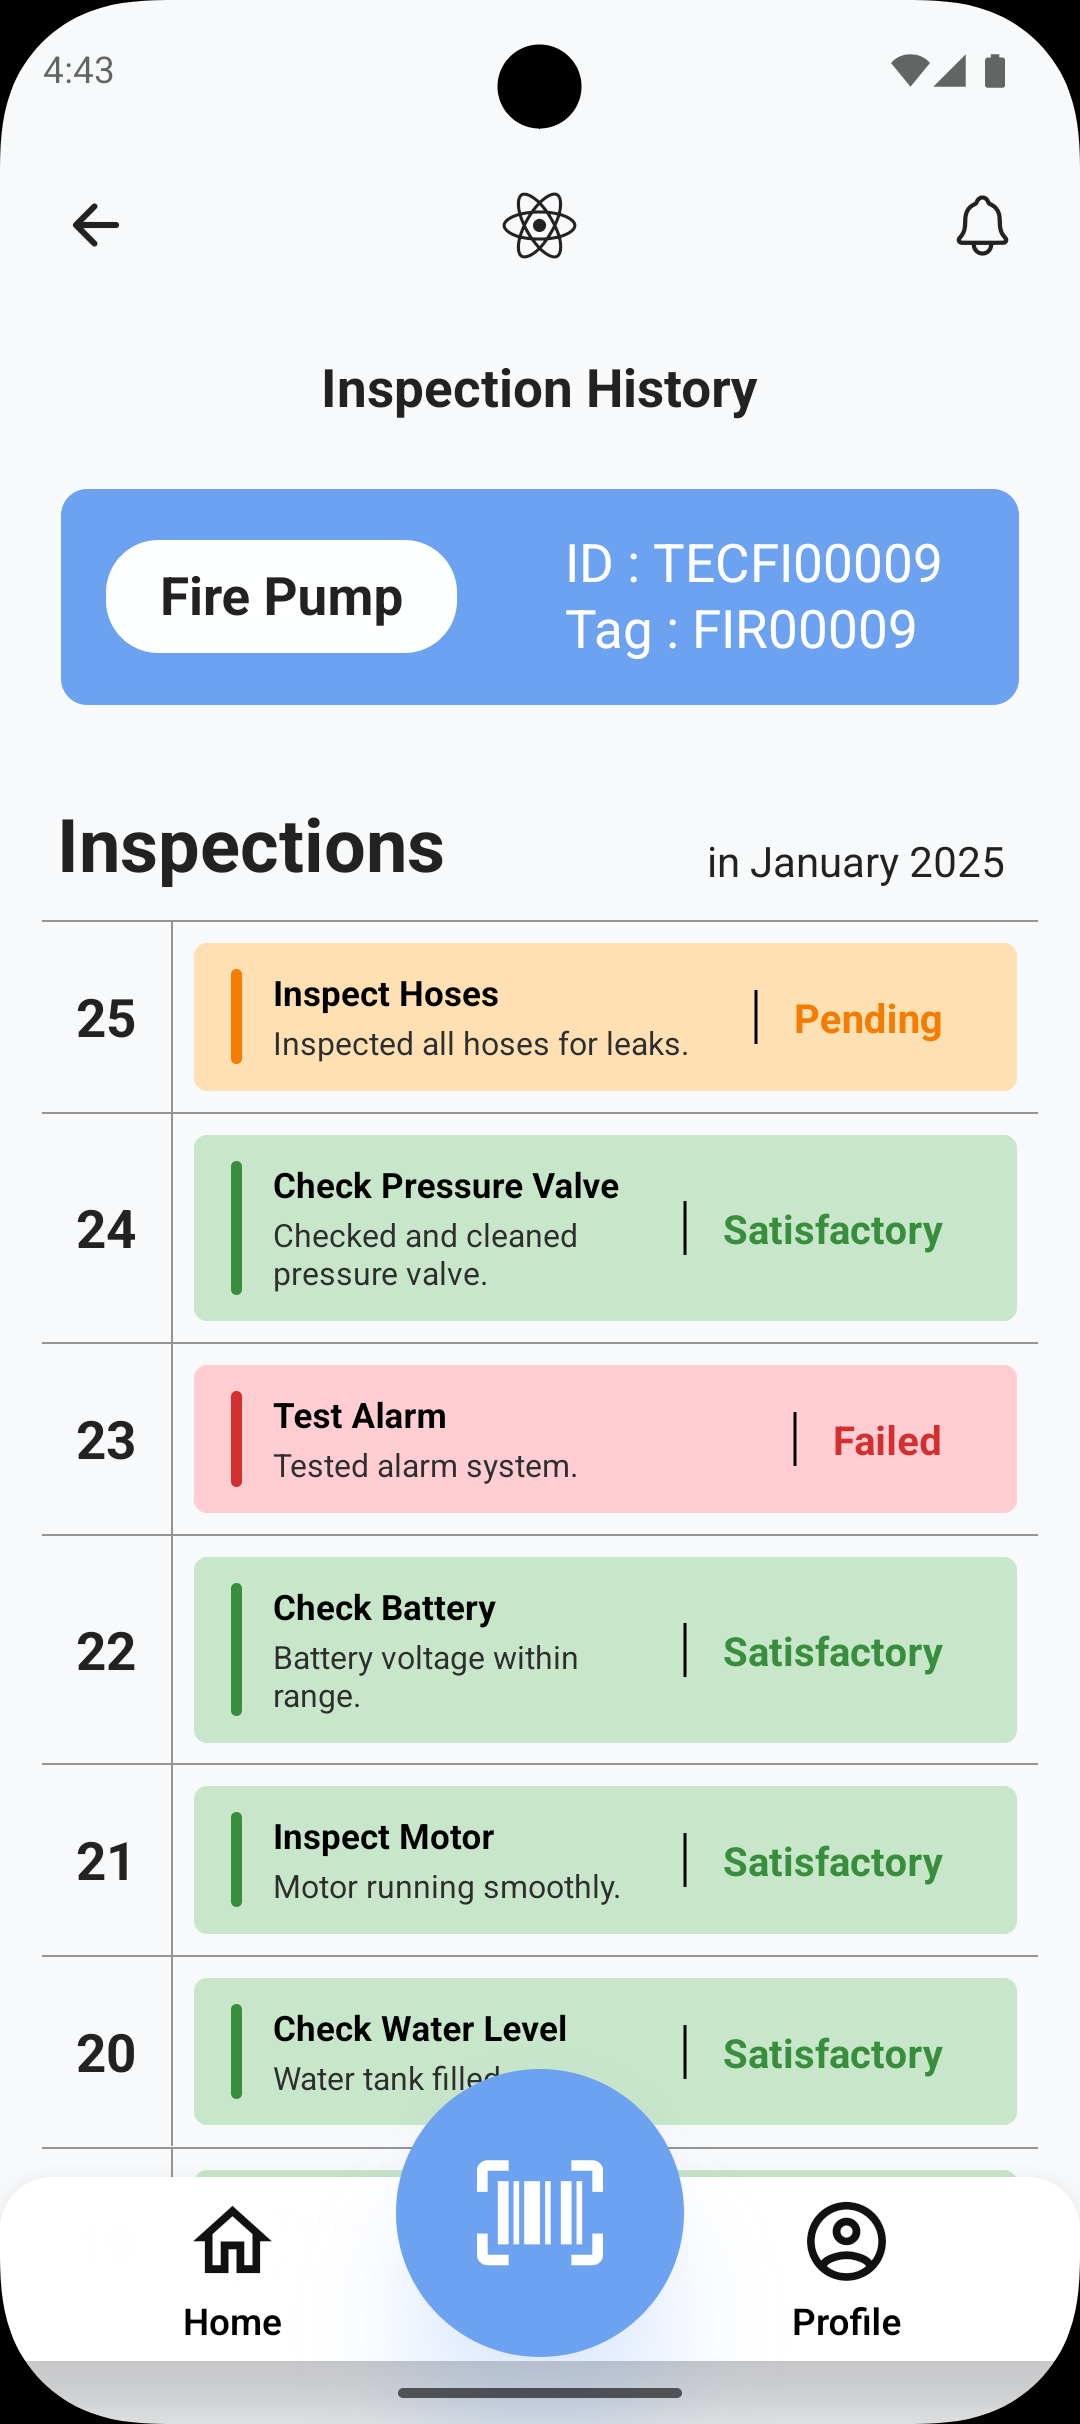 4:43
Inspection History
Fire Pump
ID : TECFI00009
Tag : FIR00009
Inspections
in January 2025
25
Inspect Hoses
Inspected all hoses for leaks.
Pending
24
Check Pressure Valve
Checked and cleaned
pressure valve.
Satisfactory
23
Test Alarm
Tested alarm system.
Failed
22
Check Battery
Battery voltage within
range.
Satisfactory
21
Inspect Motor
Motor running smoothly.
Satisfactory
20
Check Water Level
Water tank filled
Satisfactory
Home
Profile